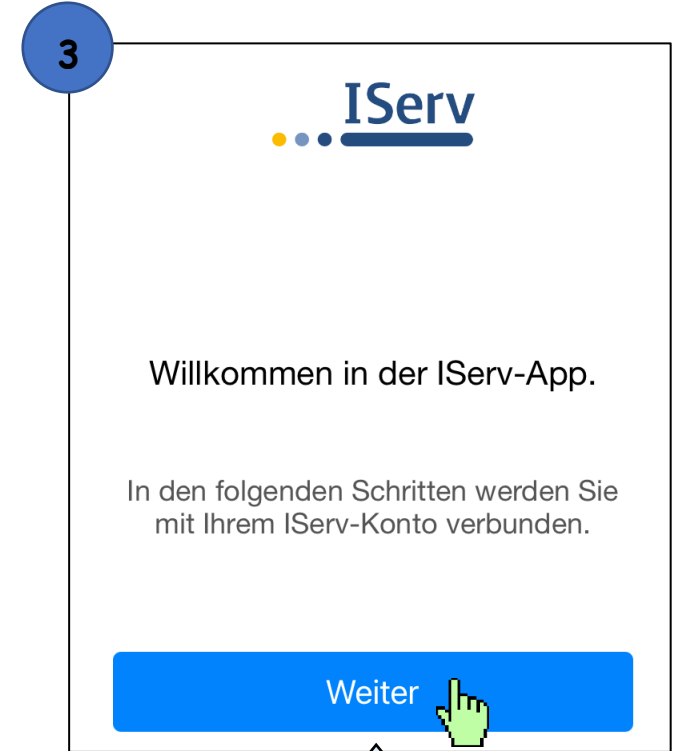 3
IServ
Willkommen in der IServ-App.
In den folgenden Schritten werden Sie
mit Ihrem IServ-Konto verbunden.
Weiter